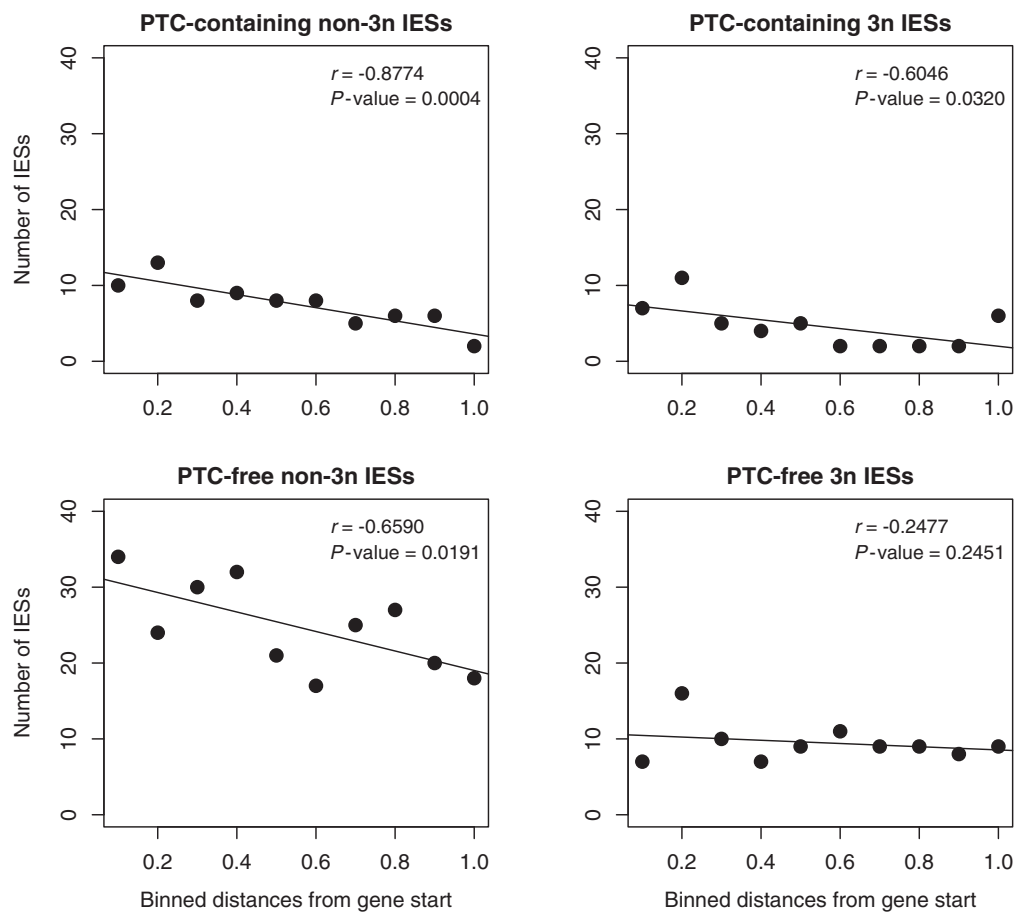 PTC-containing non-3n IESs
r = -0.8774
P-value = 0.0004
Number of IESs
40
30
20
10
0
0.2 0.4 0.6 0.8 1.0
PTC-containing 3n IESs
r = -0.6046
P-value = 0.0320
40
30
20
10
0
0.2 0.4 0.6 0.8 1.0
PTC-free non-3n IESs
r = -0.6590
P-value = 0.0191
Number of IESs
40
30
20
10
0
0.2 0.4 0.6 0.8 1.0
Binned distances from gene start
PTC-free 3n IESs
r = -0.2477
P-value = 0.2451
40
30
20
10
0
0.2 0.4 0.6 0.8 1.0
Binned distances from gene start